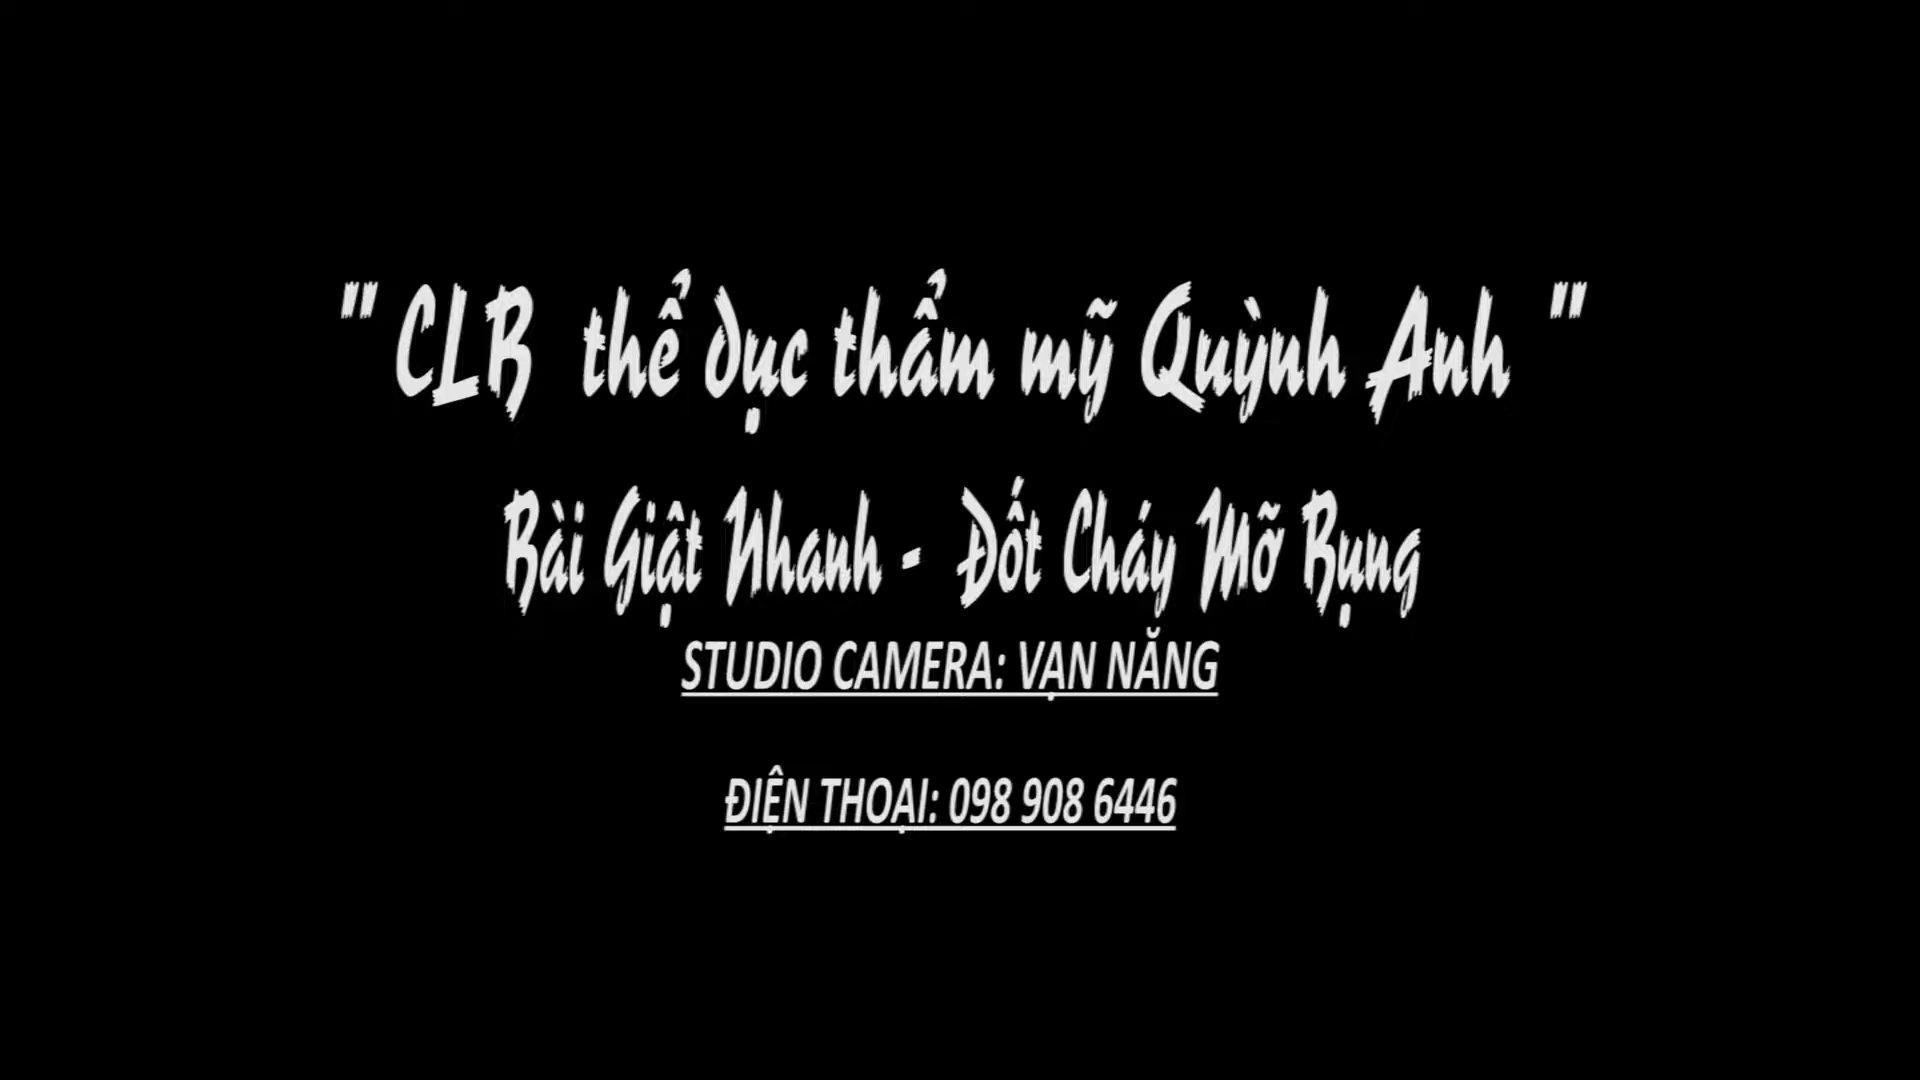 " CLB thể dục thẩm mỹ Quỳnh Anh "
Bài Giật Nhanh - Đốt Cháy Mỡ Bụng
STUDIO CAMERA: VẠN NĂNG
ĐIỆN THOẠI: 098 908 6446